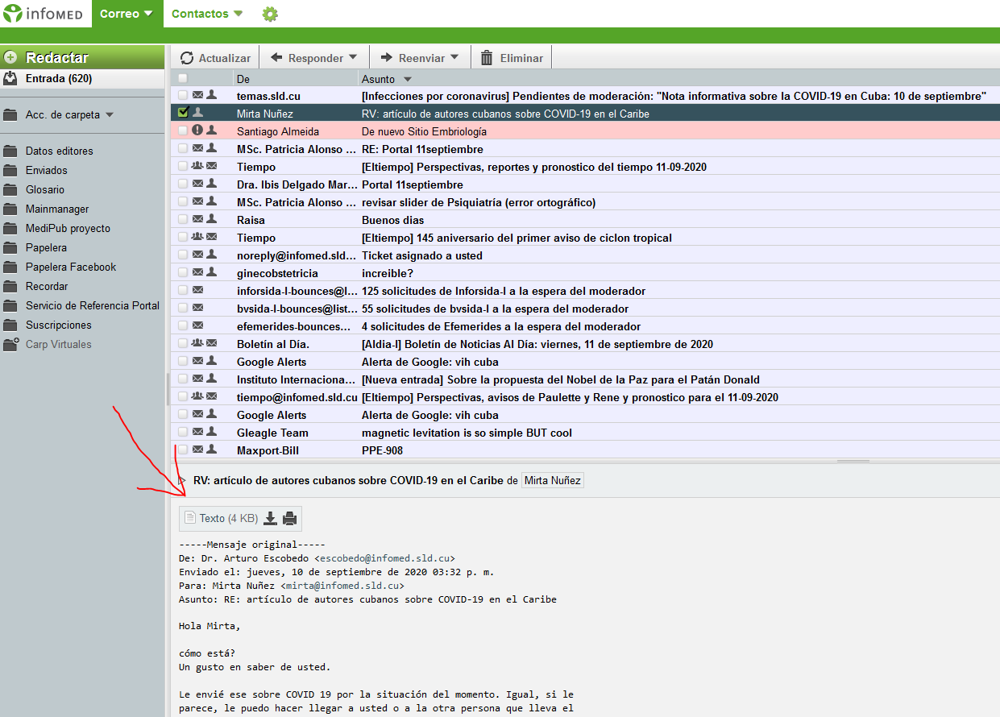 infoMED Correo Contactos
Redactar
Entrada (620)
Acc. de carpeta
Datos editores
Enviados
Glosario
Mainmanager
MediPub proyecto
Papelera
Papelera Facebook
Recordar
Servicio de Referencia Portal
Suscripciones
Carp Virtuales
Actualizar Responder Reenviar Eliminar
De Asunto
temas.sld.cu [Infecciones por coronavirus] Pendientes de moderación: "Nota informativa sobre la COVID-19 en Cuba: 10 de septiembre"
Mirta Nuñez RV: artículo de autores cubanos sobre COVID-19 en el Caribe
Santiago Almeida De nuevo Sitio Embriología
MSc. Patricia Alonso ... RE: Portal 11septiembre
Tiempo [Eltiempo] Perspectivas, reportes y pronostico del tiempo 11-09-2020
Dra. Ibis Delgado Mar... Portal 11septiembre
MSc. Patricia Alonso ... revisar slider de Psiquiatría (error ortográfico)
Raisa Buenos dias
Tiempo [Eltiempo] 145 aniversario del primer aviso de ciclon tropical
noreply@infomed.sld... Ticket asignado a usted
ginecobstetricia increible?
inforsida-l-bounces@l... 125 solicitudes de Inforsida-l a la espera del moderador
bvsida-l-bounces@list... 55 solicitudes de bvsida-l a la espera del moderador
efemerides-bounces... 4 solicitudes de Efemerides a la espera del moderador
Boletín al Día. [Aldia-l] Boletín de Noticias Al Día: viernes, 11 de septiembre de 2020
Google Alerts Alerta de Google: vih cuba
Instituto Internaciona... [Nueva entrada] Sobre la propuesta del Nobel de la Paz para el Patán Donald
tiempo@infomed.sld.cu [Eltiempo] Perspectivas, avisos de Paulette y Rene y pronostico para el 11-09-2020
Google Alerts Alerta de Google: vih cuba
Gleagle Team magnetic levitation is so simple BUT cool
Maxport-Bill PPE-908
RV: artículo de autores cubanos sobre COVID-19 en el Caribe de Mirta Nuñez
Texto (4 KB)
-----Mensaje original-----
De: Dr. Arturo Escobedo <escobedo@infomed.sld.cu>
Enviado el: jueves, 10 de septiembre de 2020 03:32 p. m.
Para: Mirta Nuñez <mirta@infomed.sld.cu>
Asunto: RE: artículo de autores cubanos sobre COVID-19 en el Caribe
Hola Mirta,
cómo está?
Un gusto en saber de usted.
Le envié ese sobre COVID 19 por la situación del momento. Igual, si le
parece, le puedo hacer llegar a usted o a la otra persona que lleva el